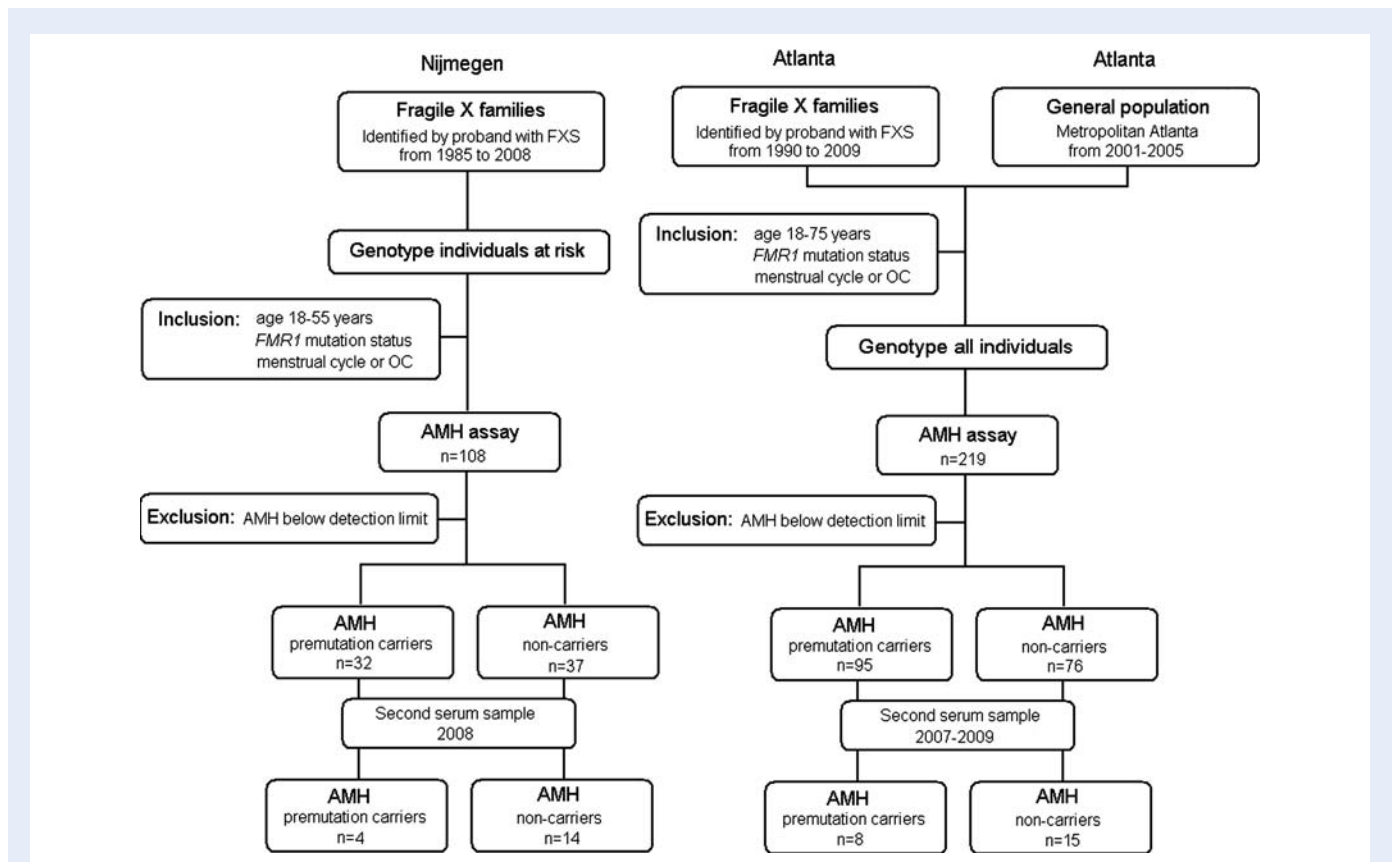 Nijmegen
Fragile X families
Identified by proband with FXS
from 1985 to 2008
Genotype individuals at risk
Inclusion: age 18-55 years
FMR1 mutation status
menstrual cycle or OC
AMH assay
n=108
Exclusion: AMH below detection limit
AMH
premutation carriers
n=32
AMH
non-carriers
n=37
Second serum sample
2008
AMH
premutation carriers
n=4
AMH
non-carriers
n=14
Atlanta
Fragile X families
Identified by proband with FXS
from 1990 to 2009
Atlanta
General population
Metropolitan Atlanta
from 2001-2005
Inclusion: age 18-75 years
FMR1 mutation status
menstrual cycle or OC
Genotype all individuals
AMH assay
n=219
Exclusion: AMH below detection limit
AMH
premutation carriers
n=95
AMH
non-carriers
n=76
Second serum sample
2007-2009
AMH
premutation carriers
n=8
AMH
non-carriers
n=15